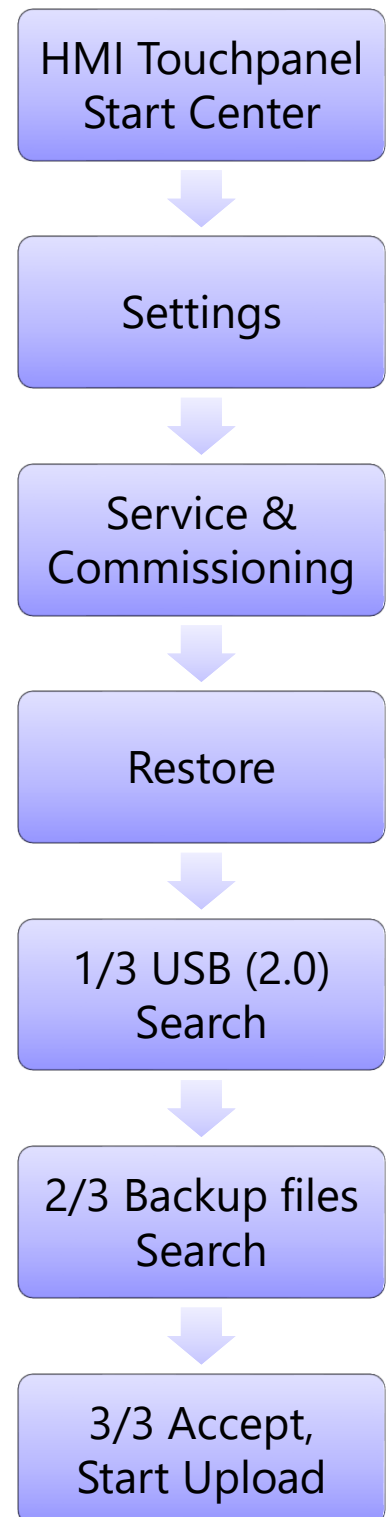 HMI Touchpanel
Start Center
Settings
Service &
Commissioning
Restore
1/3 USB (2.0)
Search
2/3 Backup files
Search
3/3 Accept,
Start Upload